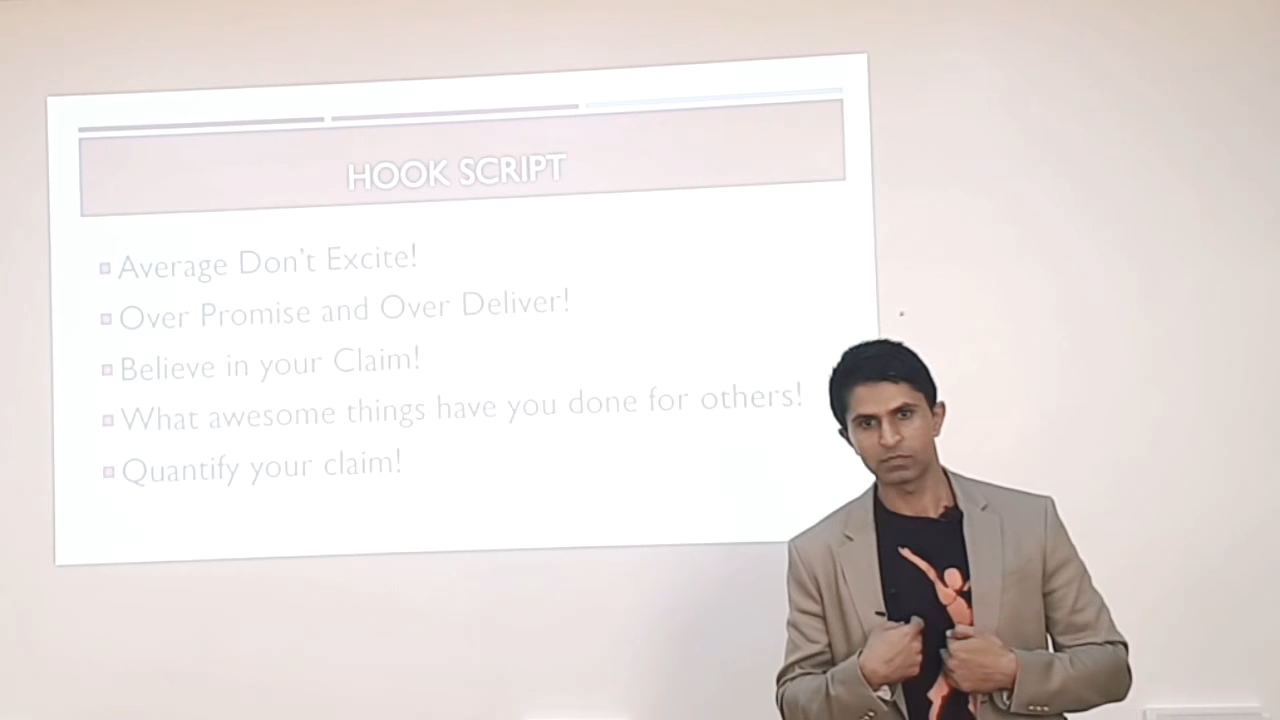 HOOK SCRIPT
Average Don't Excite!
Over Promise and Over Deliver!
Believe in your Claim!
What awesome things have you done for others!
Quantify your claim!